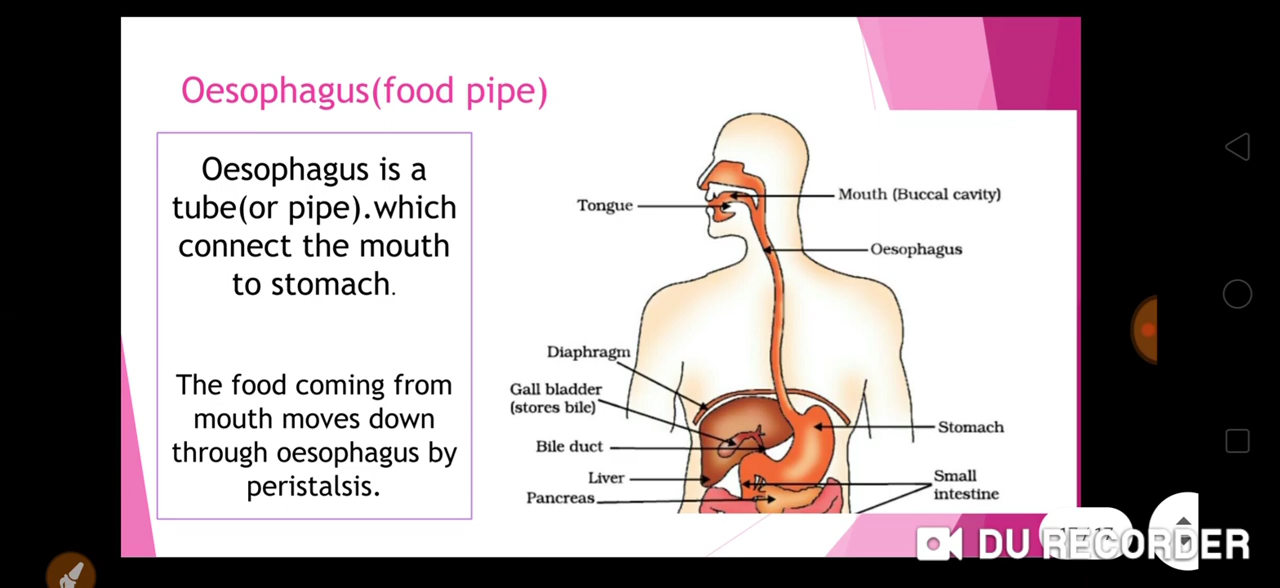 Oesophagus(food pipe)
Oesophagus is a
tube(or pipe).which
connect the mouth
to stomach.
The food coming from
mouth moves down
through oesophagus by
peristalsis.
Mouth (Buccal cavity)
Tongue
Oesophagus
Diaphragm
Gall bladder
(stores bile)
Bile duct
Liver
Pancreas
Stomach
Small
intestine
DU RECORDER